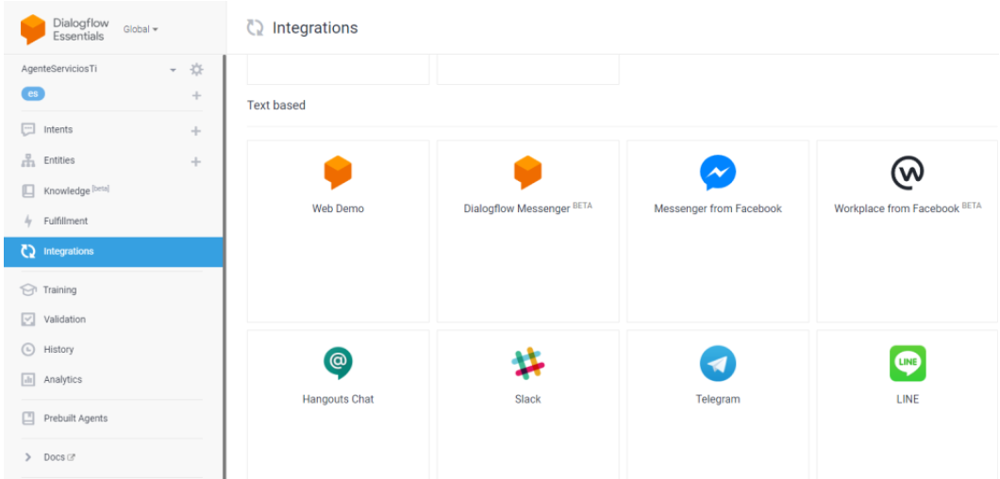 Dialogflow
Essentials
Global
Integrations
AgenteServiciosTi
es
Intents
Entities
Knowledge [beta]
Fulfillment
Integrations
Training
Validation
History
Analytics
Prebuilt Agents
Docs
Text based
Web Demo
Dialogflow Messenger BETA
Messenger from Facebook
Workplace from Facebook BETA
Hangouts Chat
Slack
Telegram
LINE
LINE